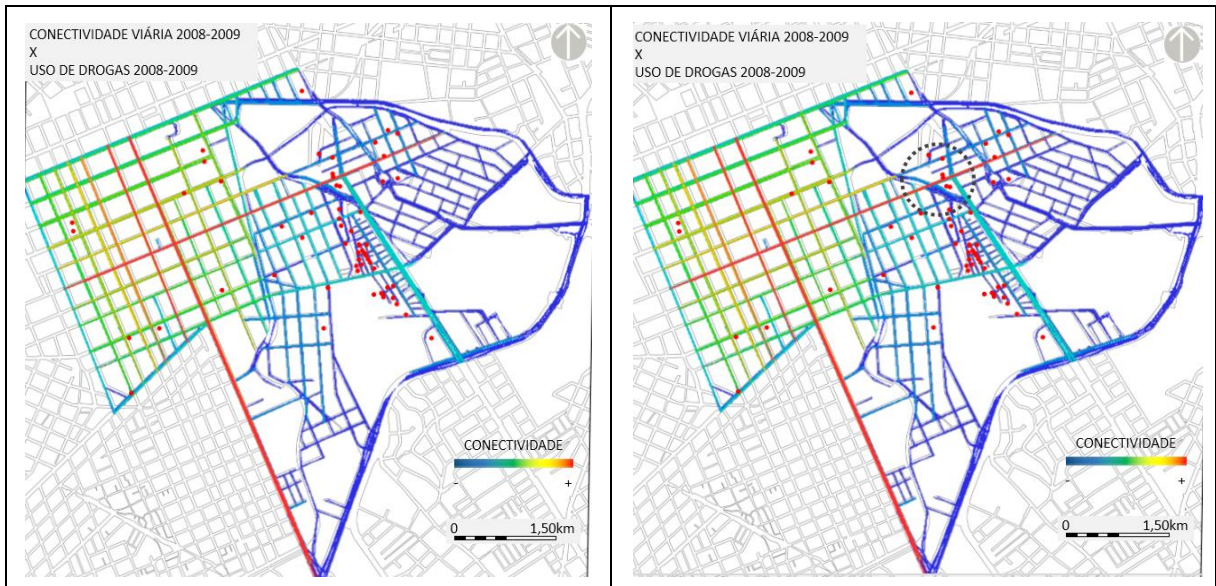 CONECTIVIDADE VIÁRIA 2008-2009
X
USO DE DROGAS 2008-2009
CONECTIVIDADE
- +
0 1,50km
CONECTIVIDADE VIÁRIA 2008-2009
X
USO DE DROGAS 2008-2009
CONECTIVIDADE
- +
0 1,50km